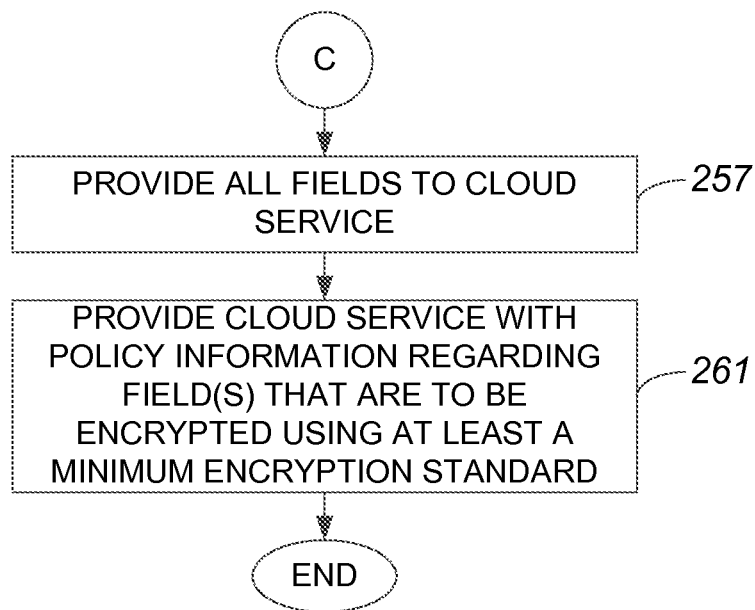 C
PROVIDE ALL FIELDS TO CLOUD
SERVICE
257
PROVIDE CLOUD SERVICE WITH
POLICY INFORMATION REGARDING
FIELD(S) THAT ARE TO BE
ENCRYPTED USING AT LEAST A
MINIMUM ENCRYPTION STANDARD
261
END